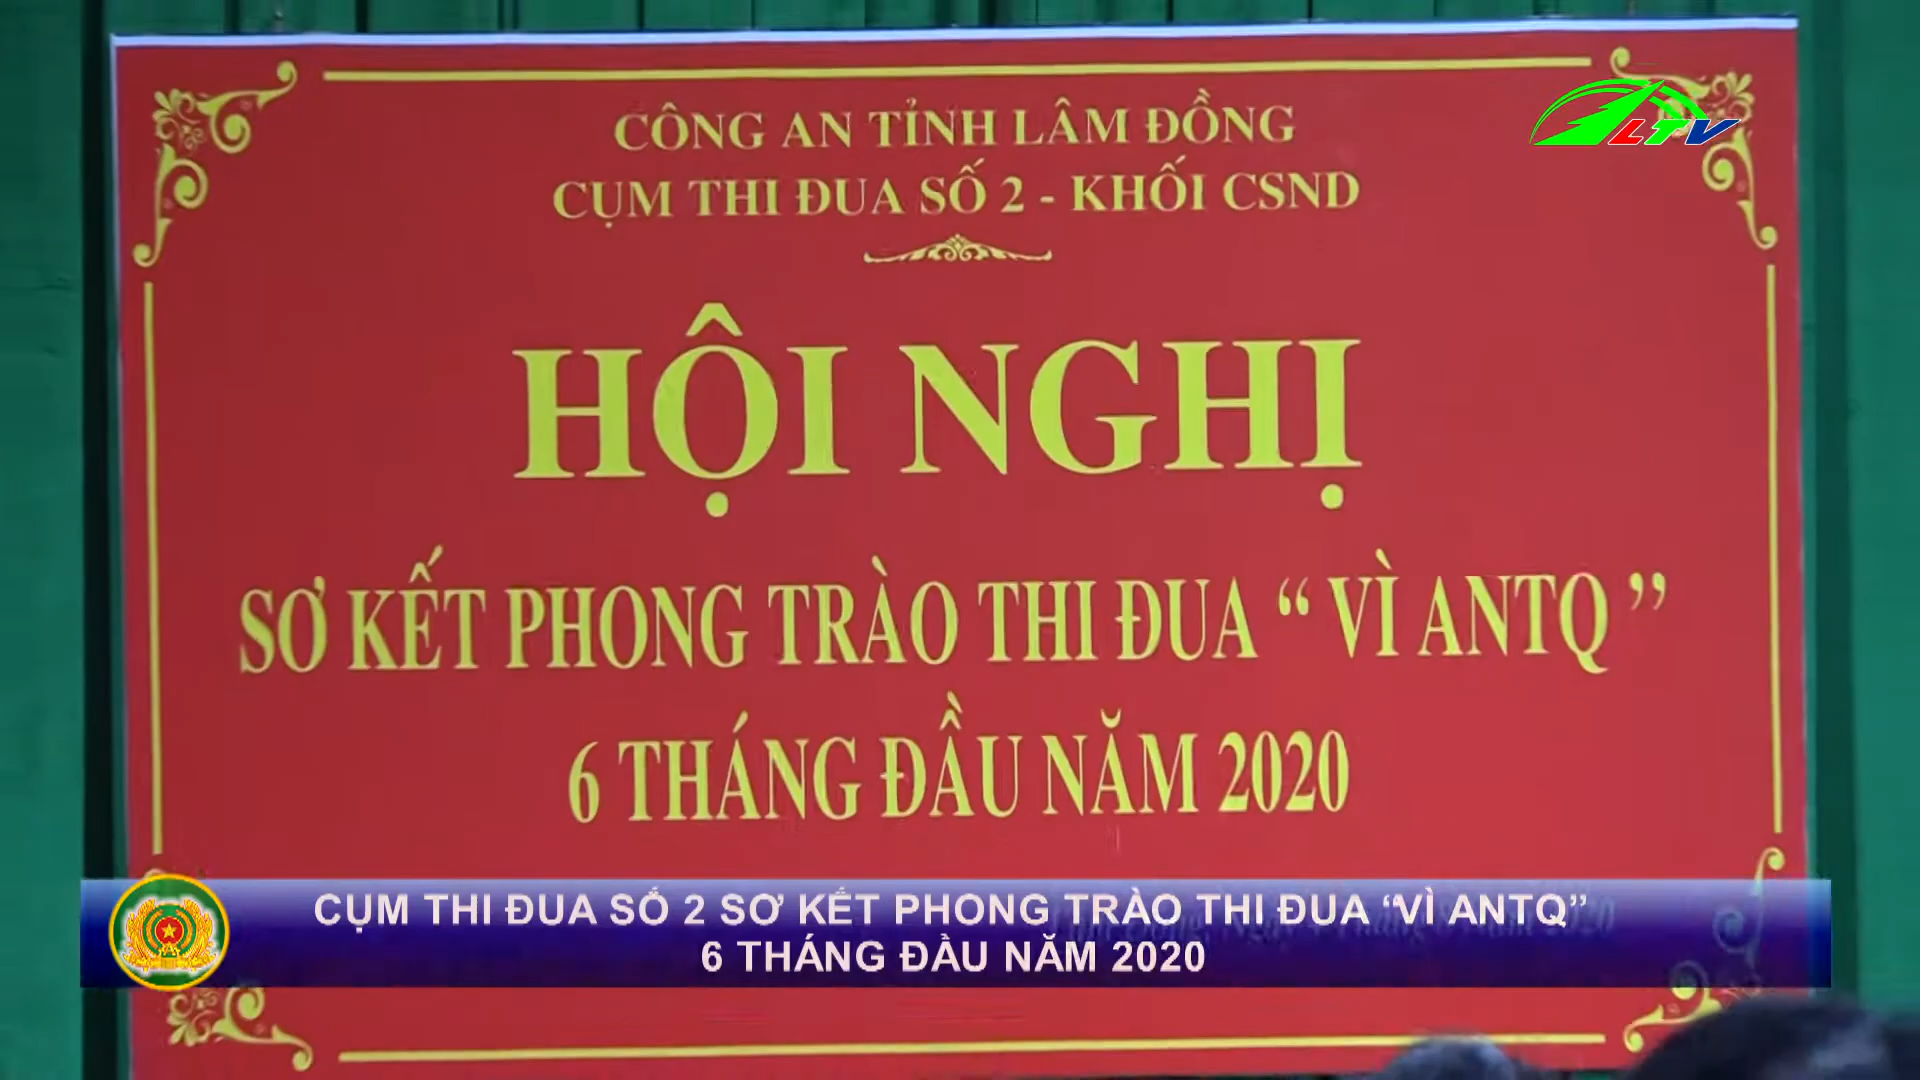 CÔNG AN TỈNH LÂM ĐỒNG
LTV
CỤM THI ĐUA SỐ 2 - KHỐI CSND
HỘI NGHỊ
SƠ KẾT PHONG TRÀO THI ĐUA “ VÌ ANTQ ”
6 THÁNG ĐẦU NĂM 2020
CỤM THI ĐUA SỐ 2 SƠ KẾT PHONG TRÀO THI ĐUA “VÌ ANTQ”
6 THÁNG ĐẦU NĂM 2020